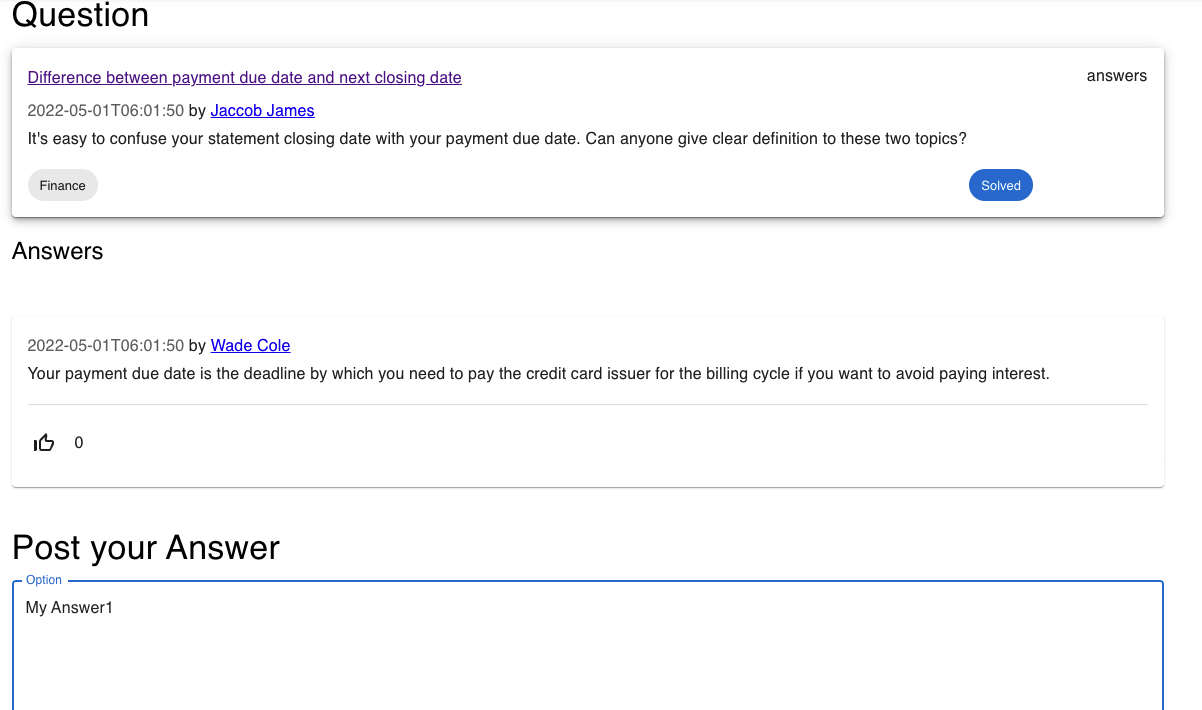 Question
Difference between payment due date and next closing date
answers
2022-05-01T06:01:50 by Jaccob James
It's easy to confuse your statement closing date with your payment due date. Can anyone give clear definition to these two topics?
Finance
Solved
Answers
2022-05-01T06:01:50 by Wade Cole
Your payment due date is the deadline by which you need to pay the credit card issuer for the billing cycle if you want to avoid paying interest.
0
Post your Answer
Option
My Answer1